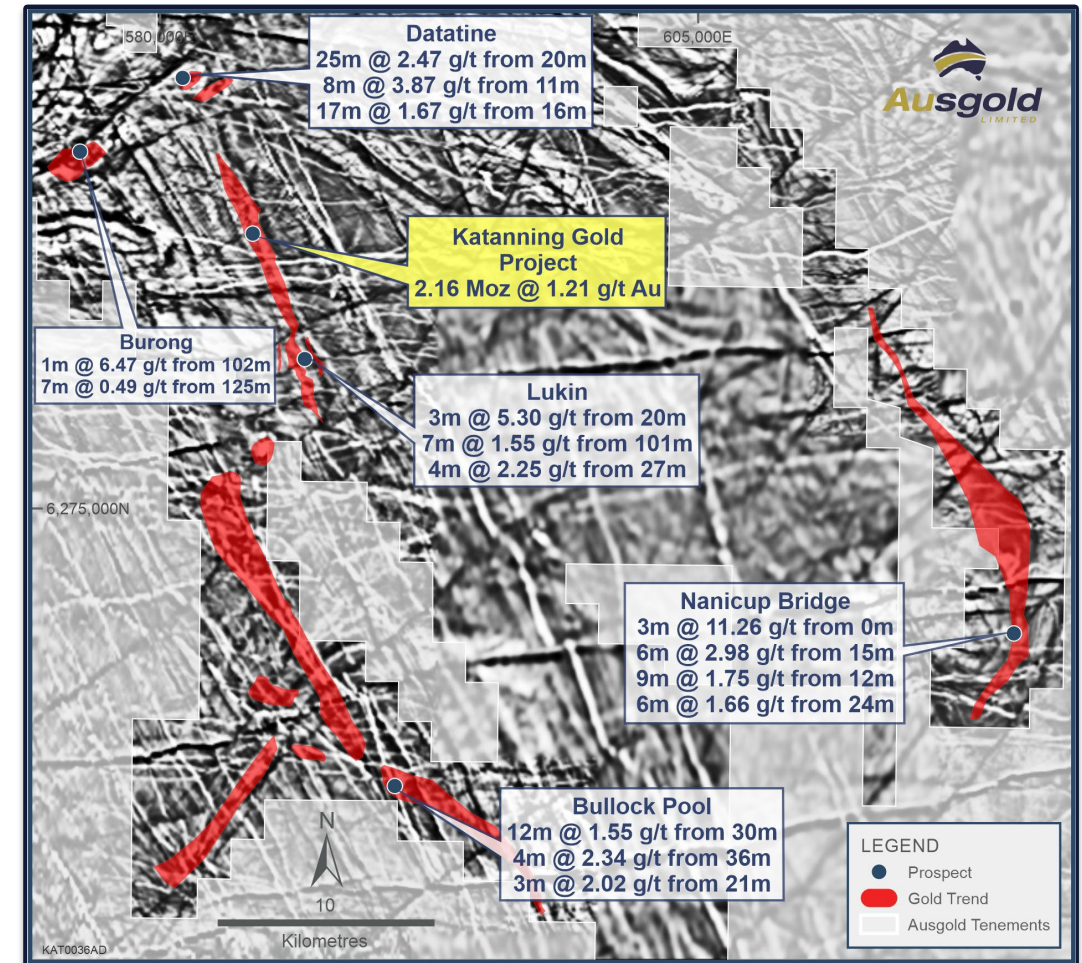 580,000E
605,000E
Datatine
25m @ 2.47 g/t from 20m
8m @ 3.87 g/t from 11m
17m @ 1.67 g/t from 16m
Ausgold
LIMITED
Katanning Gold
Project
2.16 Moz @ 1.21 g/t Au
Burong
1m @ 6.47 g/t from 102m
7m @ 0.49 g/t from 125m
Lukin
3m @ 5.30 g/t from 20m
7m @ 1.55 g/t from 101m
4m @ 2.25 g/t from 27m
6,275,000N
Nanicup Bridge
3m @ 11.26 g/t from 0m
6m @ 2.98 g/t from 15m
9m @ 1.75 g/t from 12m
6m @ 1.66 g/t from 24m
Bullock Pool
12m @ 1.55 g/t from 30m
4m @ 2.34 g/t from 36m
3m @ 2.02 g/t from 21m
N
10
Kilometres
LEGEND
Prospect
Gold Trend
Ausgold Tenements
KAT0036AD